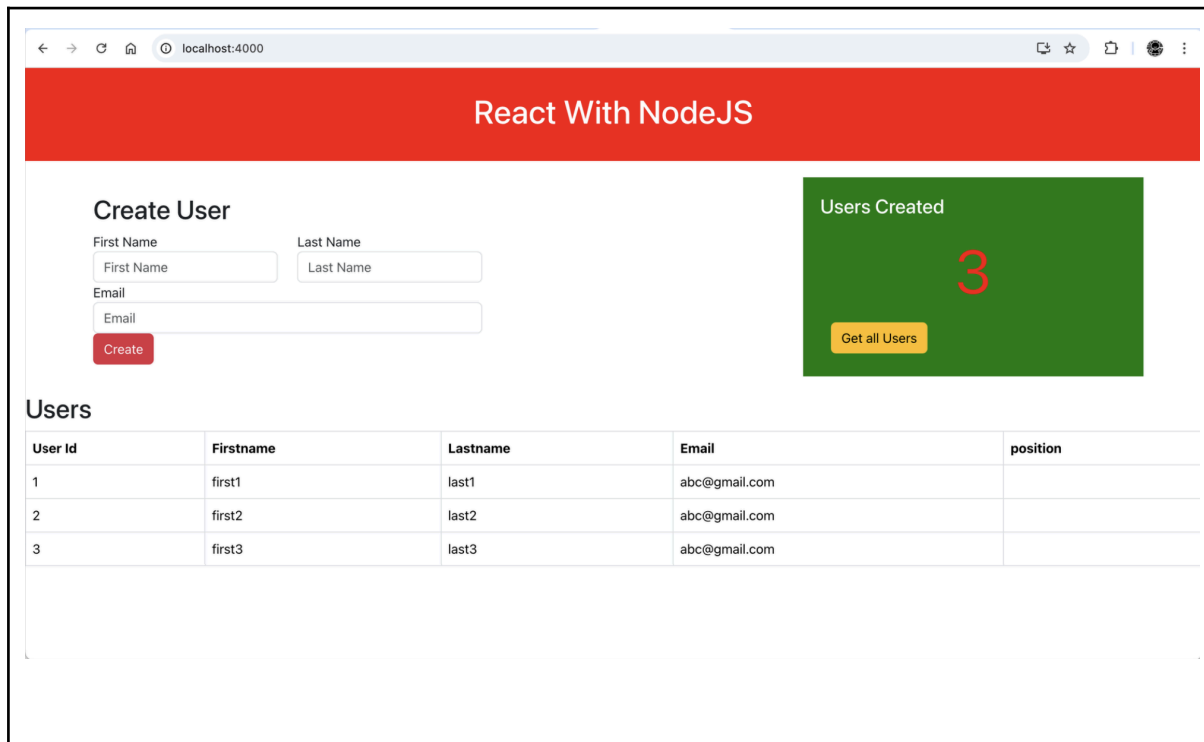 localhost:4000
React With NodeJS
Create User
First Name Last Name
First Name Last Name
Email
Email
Create
Users Created
3
Get all Users
Users
User Id Firstname Lastname Email position
1 first1 last1 abc@gmail.com
2 first2 last2 abc@gmail.com
3 first3 last3 abc@gmail.com